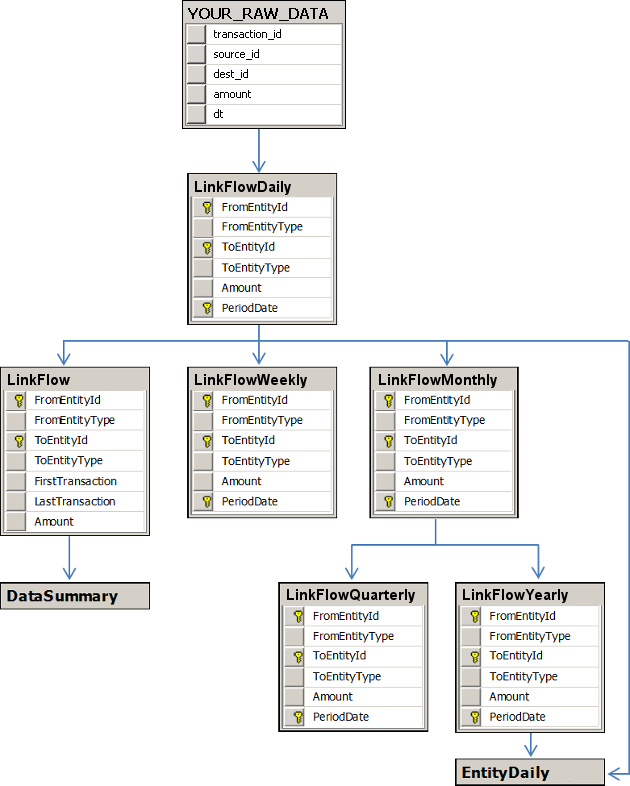 YOUR_RAW_DATA
transaction_id
source_id
dest_id
amount
dt
LinkFlowDaily
FromEntityId
FromEntityType
ToEntityId
ToEntityType
Amount
PeriodDate
LinkFlow
FromEntityId
FromEntityType
ToEntityId
ToEntityType
FirstTransaction
LastTransaction
Amount
LinkFlowWeekly
FromEntityId
FromEntityType
ToEntityId
ToEntityType
Amount
PeriodDate
LinkFlowMonthly
FromEntityId
FromEntityType
ToEntityId
ToEntityType
Amount
PeriodDate
DataSummary
LinkFlowQuarterly
FromEntityId
FromEntityType
ToEntityId
ToEntityType
Amount
PeriodDate
LinkFlowYearly
FromEntityId
FromEntityType
ToEntityId
ToEntityType
Amount
PeriodDate
EntityDaily